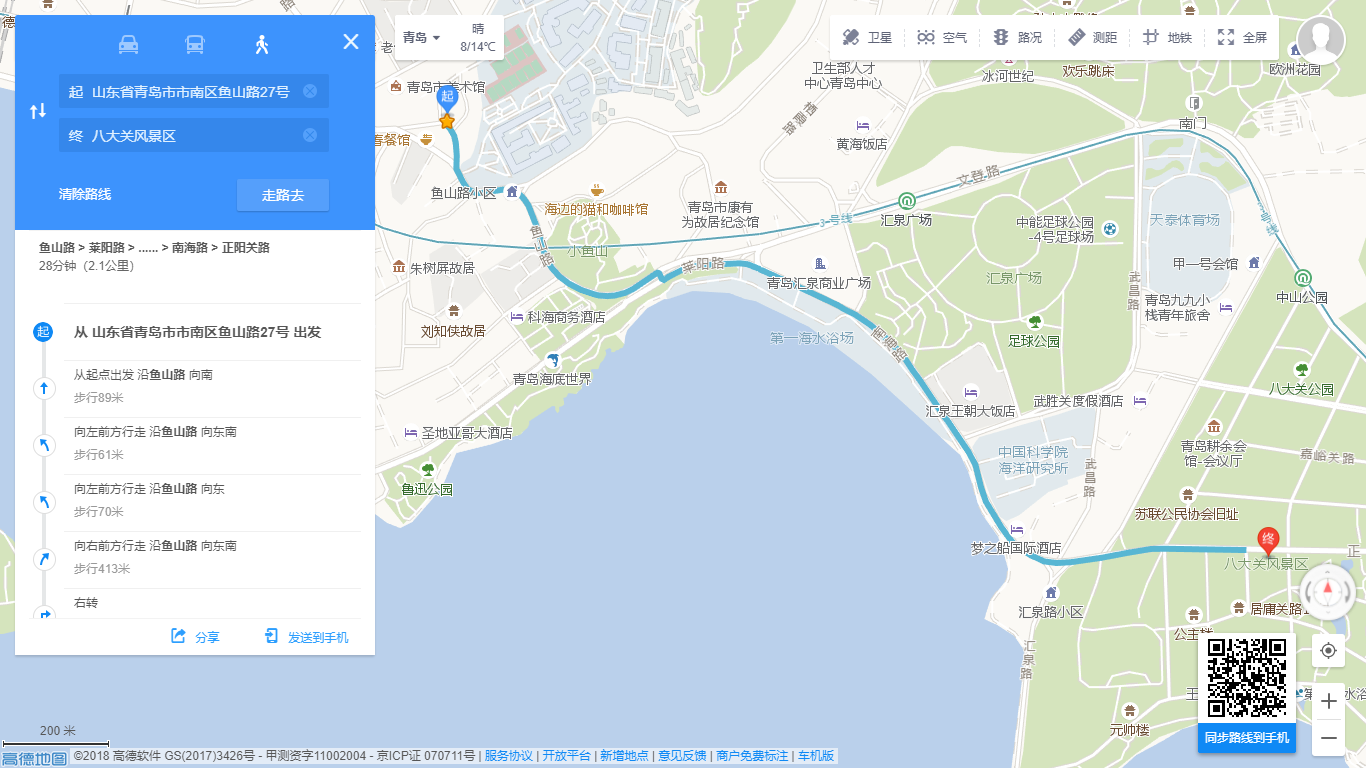 起 山东省青岛市市南区鱼山路27号
终 八大关风景区
清除路线
走路去
鱼山路 > 莱阳路 > ...... > 南海路 > 正阳关路
28分钟（2.1公里）
起
从 山东省青岛市市南区鱼山路27号 出发
从起点出发 沿鱼山路 向南
步行89米
向左前方行走 沿鱼山路 向东南
步行61米
向左前方行走 沿鱼山路 向东
步行70米
向右前方行走 沿鱼山路 向东南
步行413米
右转
分享
发送到手机
青岛
晴
8/14℃
卫星
空气
路况
测距
地铁
全屏
卫生部人才
中心青岛中心
冰河世纪
欢乐跳床
欧洲花园
青岛市美术馆
起
春餐馆
栖霞路
黄海饭店
南门
文登路
鱼山路小区
海边的猫和咖啡馆
青岛市康有
为故居纪念馆
3号线
汇泉广场
中能足球公园
-4号足球场
天泰体育场
3号线
鱼山路
小鱼山
朱树屏故居
莱阳路
青岛汇泉商业广场
汇泉广场
武昌路
甲一号会馆
中山公园
青岛九九小
栈青年旅舍
刘知侠故居
科海商务酒店
第一海水浴场
南海路
足球公园
青岛海底世界
八大关公园
汇泉王朝大饭店
武胜关度假酒店
圣地亚哥大酒店
中国科学院
海洋研究所
武昌路
青岛耕余会
馆-会议厅
嘉峪关路
鲁迅公园
苏联公民协会旧址
梦之船国际酒店
终
正
八大关风景区
汇泉路小区
居庸关路1
公主楼
汇泉路
元帅楼
同步路线到手机
200 米
高德地图
©2018 高德软件 GS(2017)3426号 - 甲测资字11002004 - 京ICP证 070711号 | 服务协议 | 开放平台 | 新增地点 | 意见反馈 | 商户免费标注 | 车机版